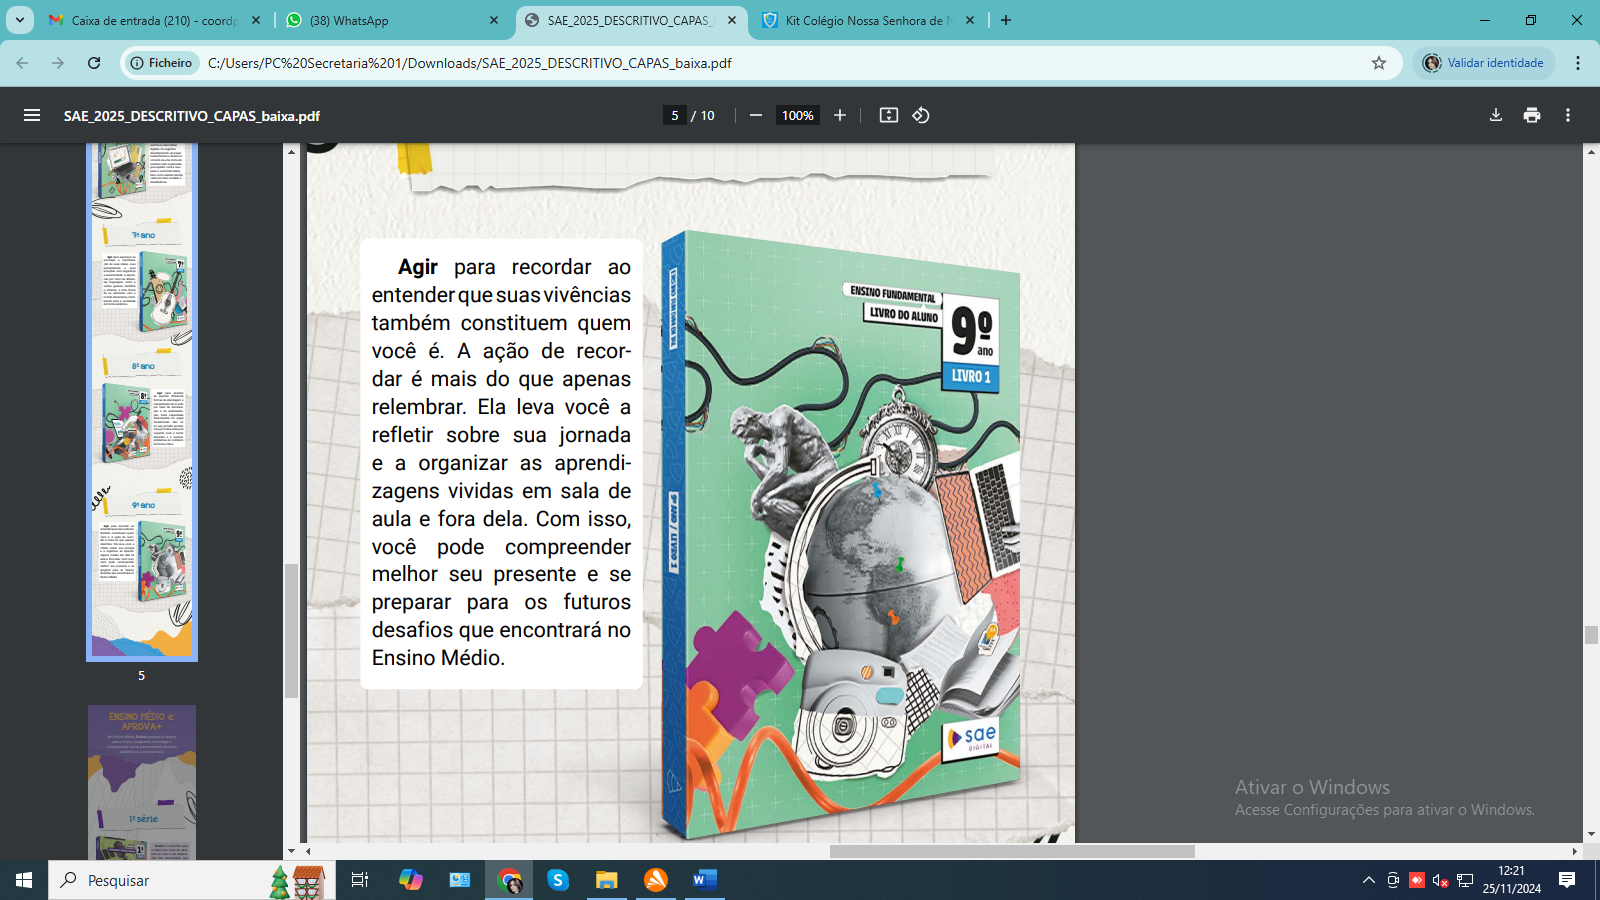 Caixa de entrada (210) - coordp
(38) WhatsApp
SAE_2025_DESCRITIVO_CAPAS_
Kit Colégio Nossa Senhora de N
Ficheiro
C:/Users/PC%20Secretaria%201/Downloads/SAE_2025_DESCRITIVO_CAPAS_baixa.pdf
Validar identidade
SAE_2025_DESCRITIVO_CAPAS_baixa.pdf
5 / 10
100%
7º ano
8º ano
9º ano
5
ENSINO MÉDIO e
APROVA+
1ª série
Agir para recordar ao
entender que suas vivências
também constituem quem
você é. A ação de recor-
dar é mais do que apenas
relembrar. Ela leva você a
refletir sobre sua jornada
e a organizar as aprendi-
zagens vividas em sala de
aula e fora dela. Com isso,
você pode compreender
melhor seu presente e se
preparar para os futuros
desafios que encontrará no
Ensino Médio.
ENSINO FUNDAMENTAL
LIVRO DO ALUNO
9º
ano
LIVRO 1
9º ANO / LIVRO 1
sae
DIGITAL
Ativar o Windows
Acesse Configurações para ativar o Windows.
Pesquisar
12:21
25/11/2024